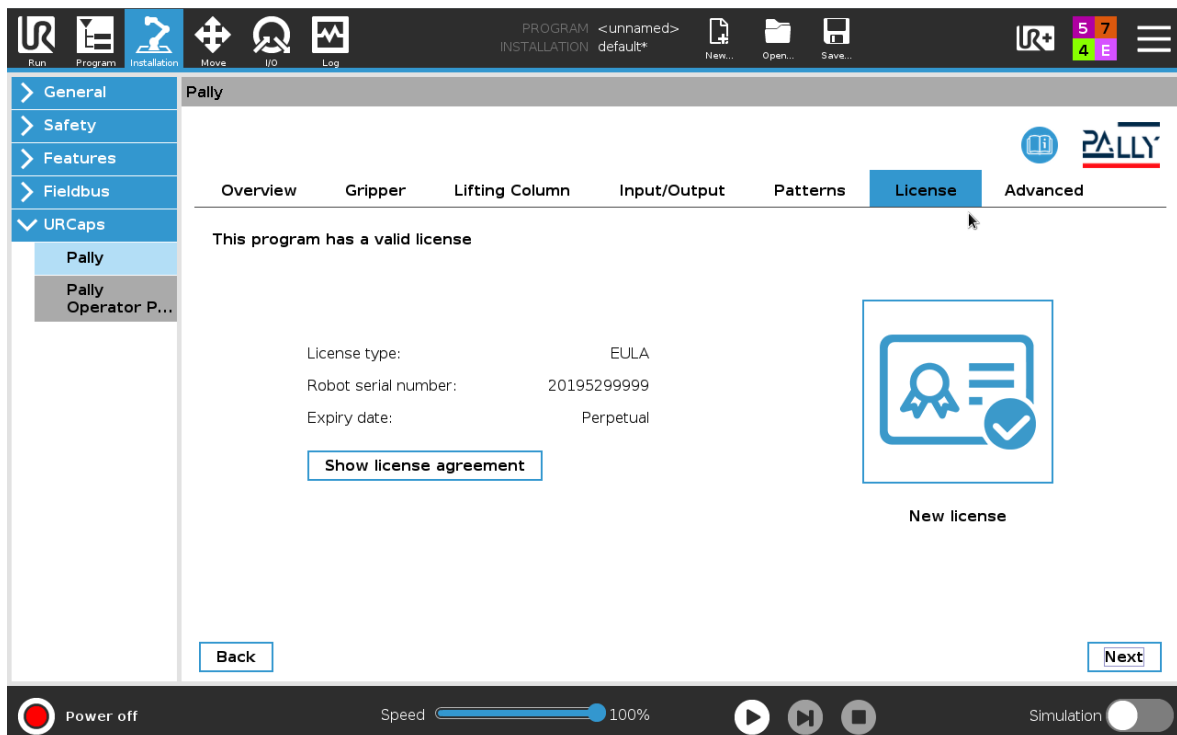 UR
PROGRAM <unnamed>
INSTALLATION default*
Run Program Installation Move I/O Log New... Open... Save...
UR+
5 7
4 E
General
Safety
Features
Fieldbus
URCaps
Pally
Pally
Operator P...
Pally
PALLY
Overview Gripper Lifting Column Input/Output Patterns License Advanced
This program has a valid license
License type: EULA
Robot serial number: 20195299999
Expiry date: Perpetual
Show license agreement
New license
Back Next
Power off Speed 100% Simulation